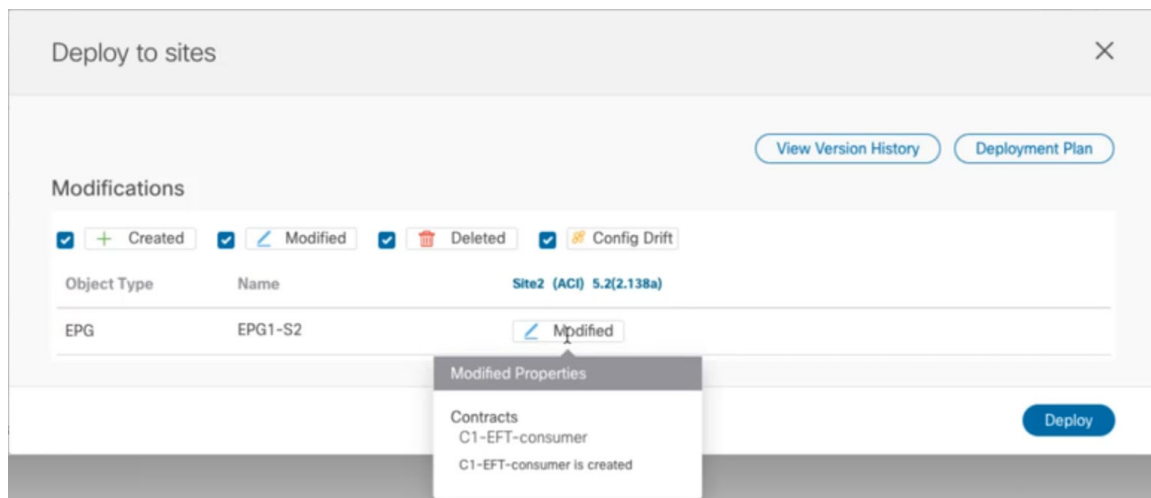 Deploy to sites
View Version History
Deployment Plan
Modifications
Created Modified Deleted Config Drift
Object Type Name Site2 (ACI) 5.2(2.138a)
EPG EPG1-S2 Modified
Modified Properties
Contracts
C1-EFT-consumer
C1-EFT-consumer is created
Deploy